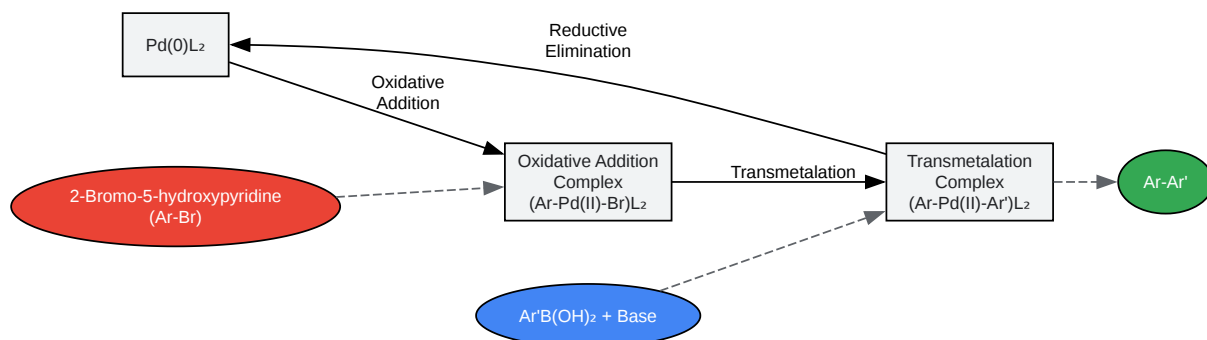 Pd(0)L₂
Reductive
Elimination
Oxidative
Addition
2-Bromo-5-hydroxypyridine
(Ar-Br)
Oxidative Addition
Complex
(Ar-Pd(II)-Br)L₂
Transmetalation
Transmetalation
Complex
(Ar-Pd(II)-Ar')L₂
Ar-Ar'
Ar'B(OH)₂ + Base